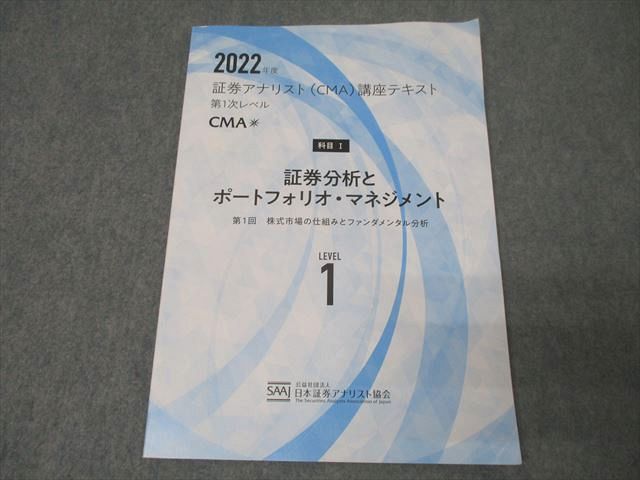 2022年度
証券アナリスト(CMA)講座テキスト
第1次レベル
CMA
科目 I
証券分析と
ポートフォリオ・マネジメント
第1回 株式市場の仕組みとファンダメンタル分析
LEVEL
1
SAAJ
公益社団法人
日本証券アナリスト協会
The Securities Analysts Association of Japan